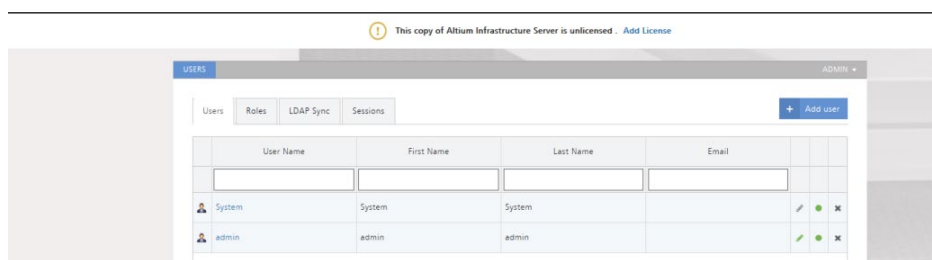 ! This copy of Altium Infrastructure Server is unlicensed . Add License
USERS ADMIN
Users Roles LDAP Sync Sessions + Add user
User Name First Name Last Name Email
System System System
admin admin admin